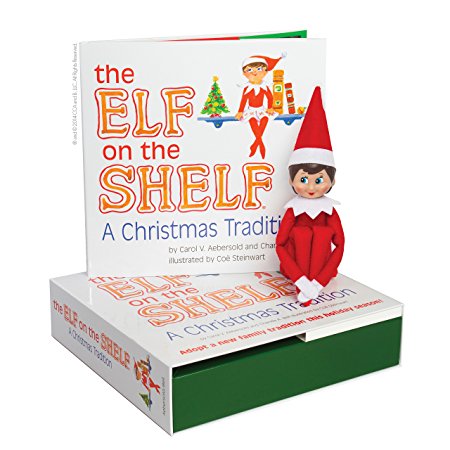 the
ELF
on the
SHELF
A Christmas Traditi
by Carol V. Aebersold and Chan
illustrated by Coë Steinwart
the ELF on the
SHELF
A Christmas Tradition
Adopt a new family tradition this holiday season!
the ELF on the SHELF
A Christmas Tradition